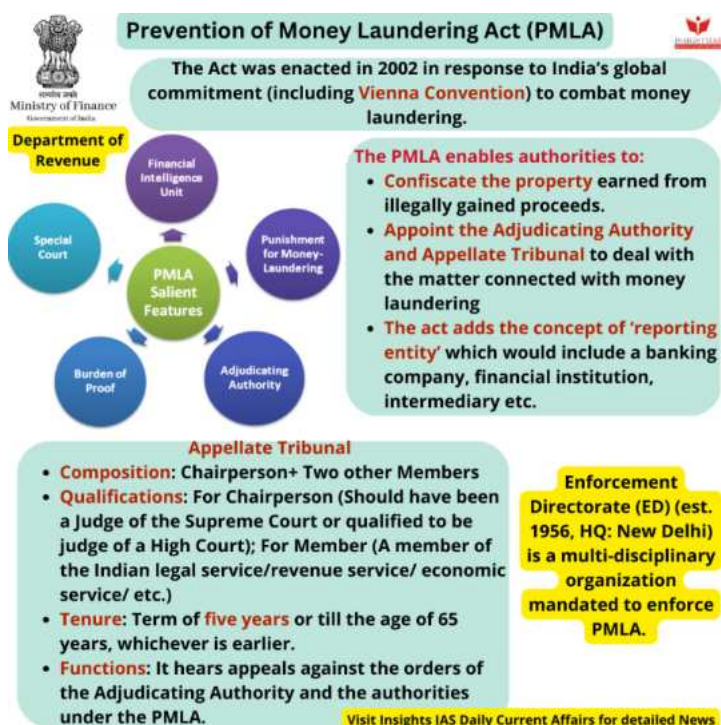 Prevention of Money Laundering Act (PMLA)
INSIGHTSIAS
सत्यमेव जयते
Ministry of Finance
Government of India
The Act was enacted in 2002 in response to India's global
commitment (including Vienna Convention) to combat money
laundering.
Department of
Revenue
Financial
Intelligence
Unit
Special
Court
Punishment
for Money-
Laundering
PMLA
Salient
Features
Burden of
Proof
Adjudicating
Authority
The PMLA enables authorities to:
• Confiscate the property earned from
illegally gained proceeds.
• Appoint the Adjudicating Authority
and Appellate Tribunal to deal with
the matter connected with money
laundering
• The act adds the concept of 'reporting
entity' which would include a banking
company, financial institution,
intermediary etc.
Appellate Tribunal
• Composition: Chairperson+ Two other Members
• Qualifications: For Chairperson (Should have been
a Judge of the Supreme Court or qualified to be
judge of a High Court); For Member (A member of
the Indian legal service/revenue service/ economic
service/ etc.)
• Tenure: Term of five years or till the age of 65
years, whichever is earlier.
• Functions: It hears appeals against the orders of
the Adjudicating Authority and the authorities
under the PMLA.
Enforcement
Directorate (ED) (est.
1956, HQ: New Delhi)
is a multi-disciplinary
organization
mandated to enforce
PMLA.
Visit Insights IAS Daily Current Affairs for detailed News